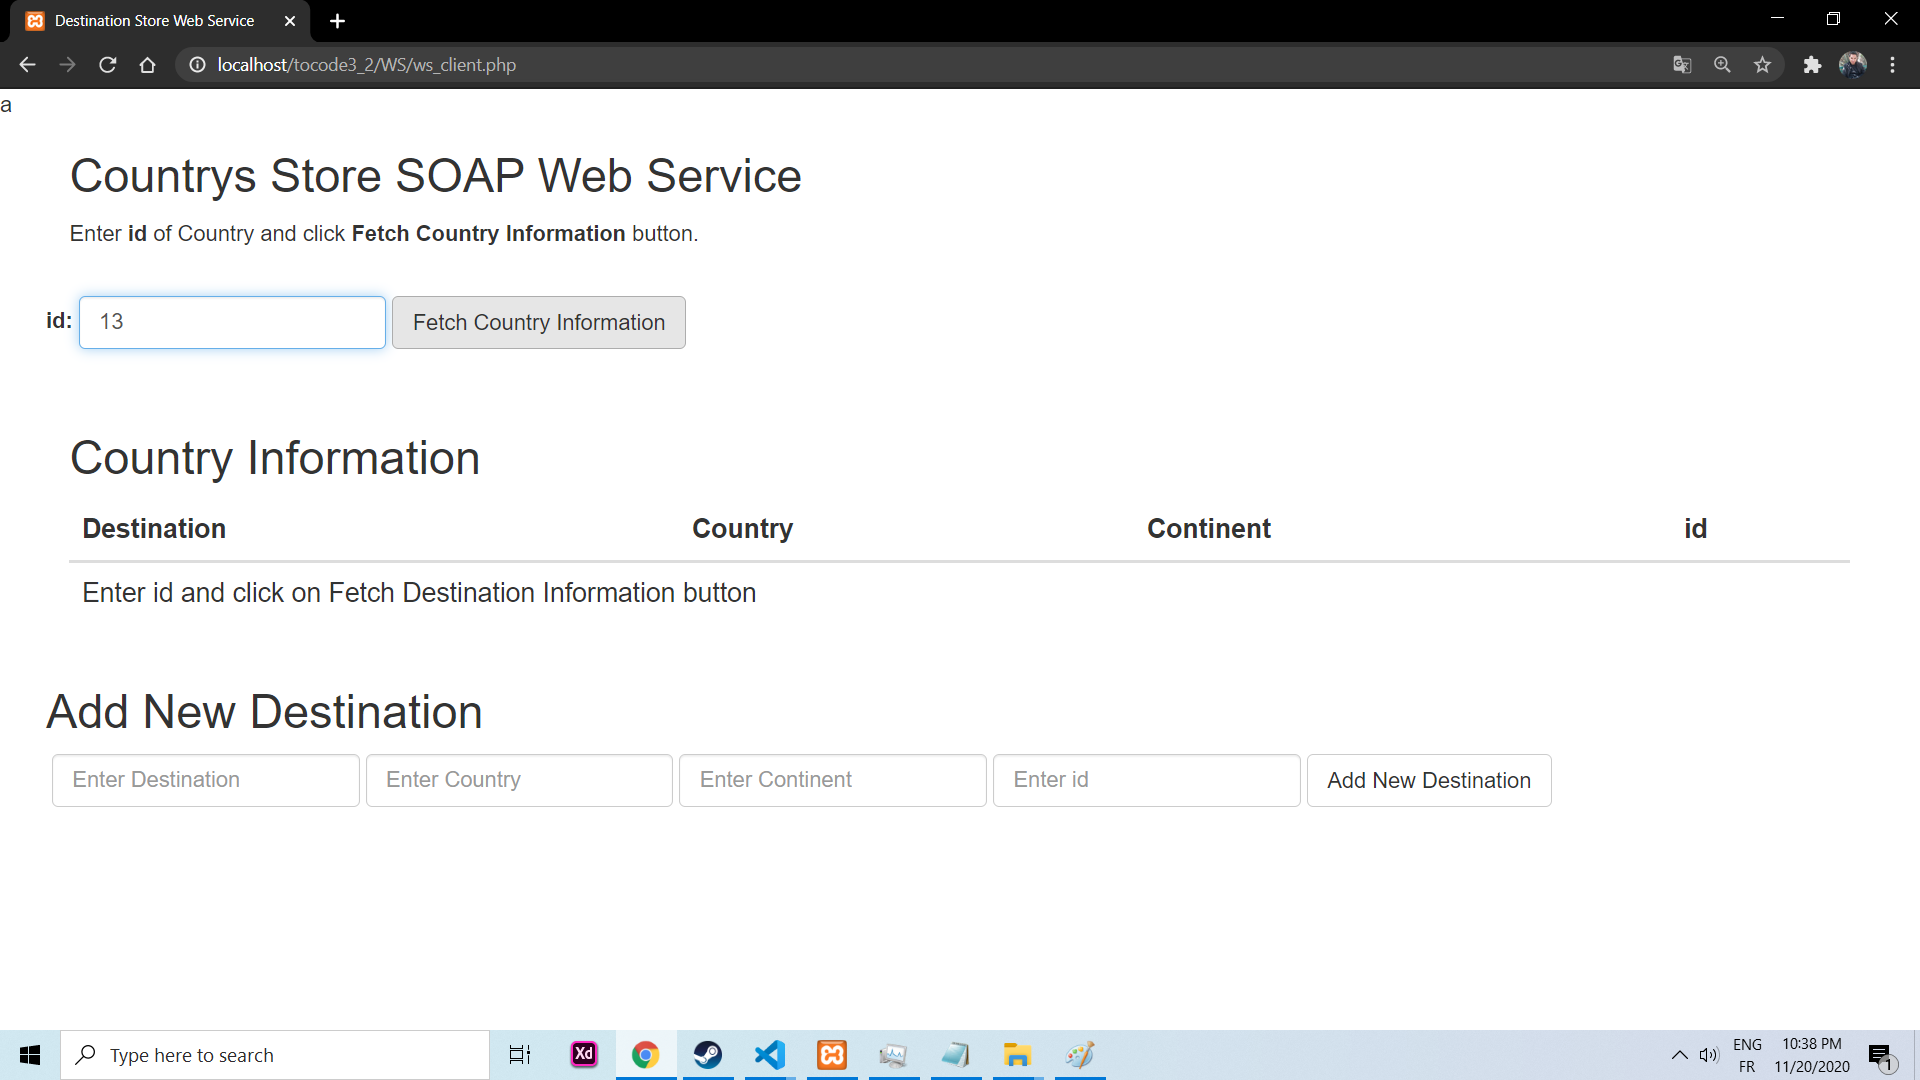 Destination Store Web Service
localhost/tocode3_2/WS/ws_client.php
a
Countrys Store SOAP Web Service
Enter id of Country and click Fetch Country Information button.
id: 13 Fetch Country Information
Country Information
Destination Country Continent id
Enter id and click on Fetch Destination Information button
Add New Destination
Enter Destination Enter Country Enter Continent Enter id Add New Destination
Type here to search
Xd
ENG 10:38 PM
FR 11/20/2020
1